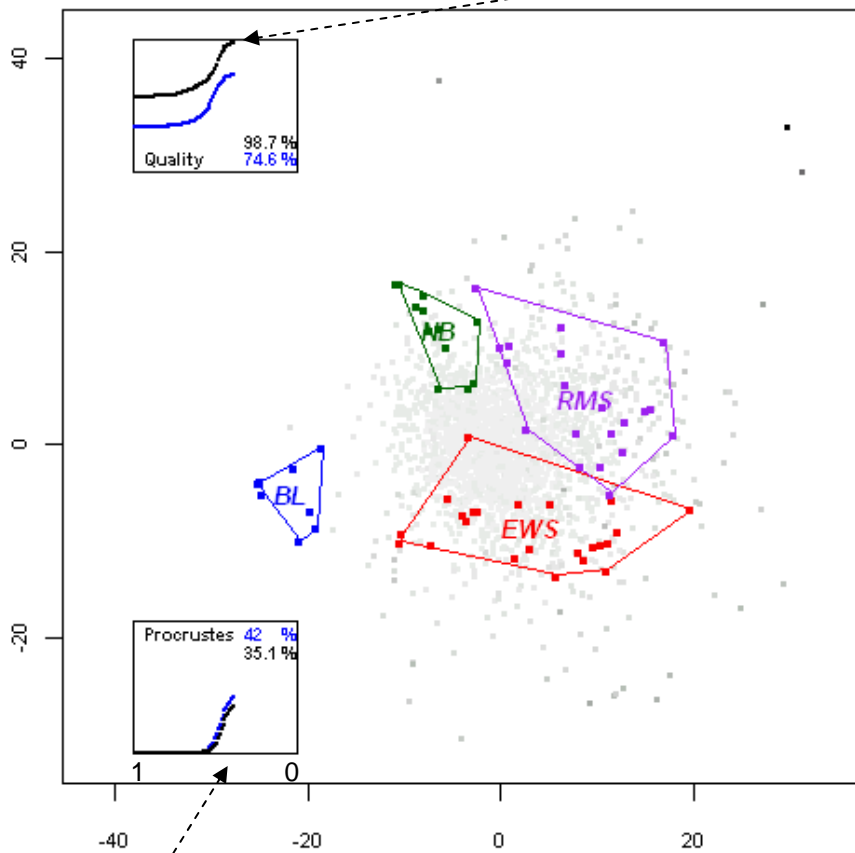 40
20
0
-20
98.7 %
Quality 74.6 %
NB
RMS
BL
EWS
Procrustes 42 %
35.1 %
1 0
-40 -20 0 20